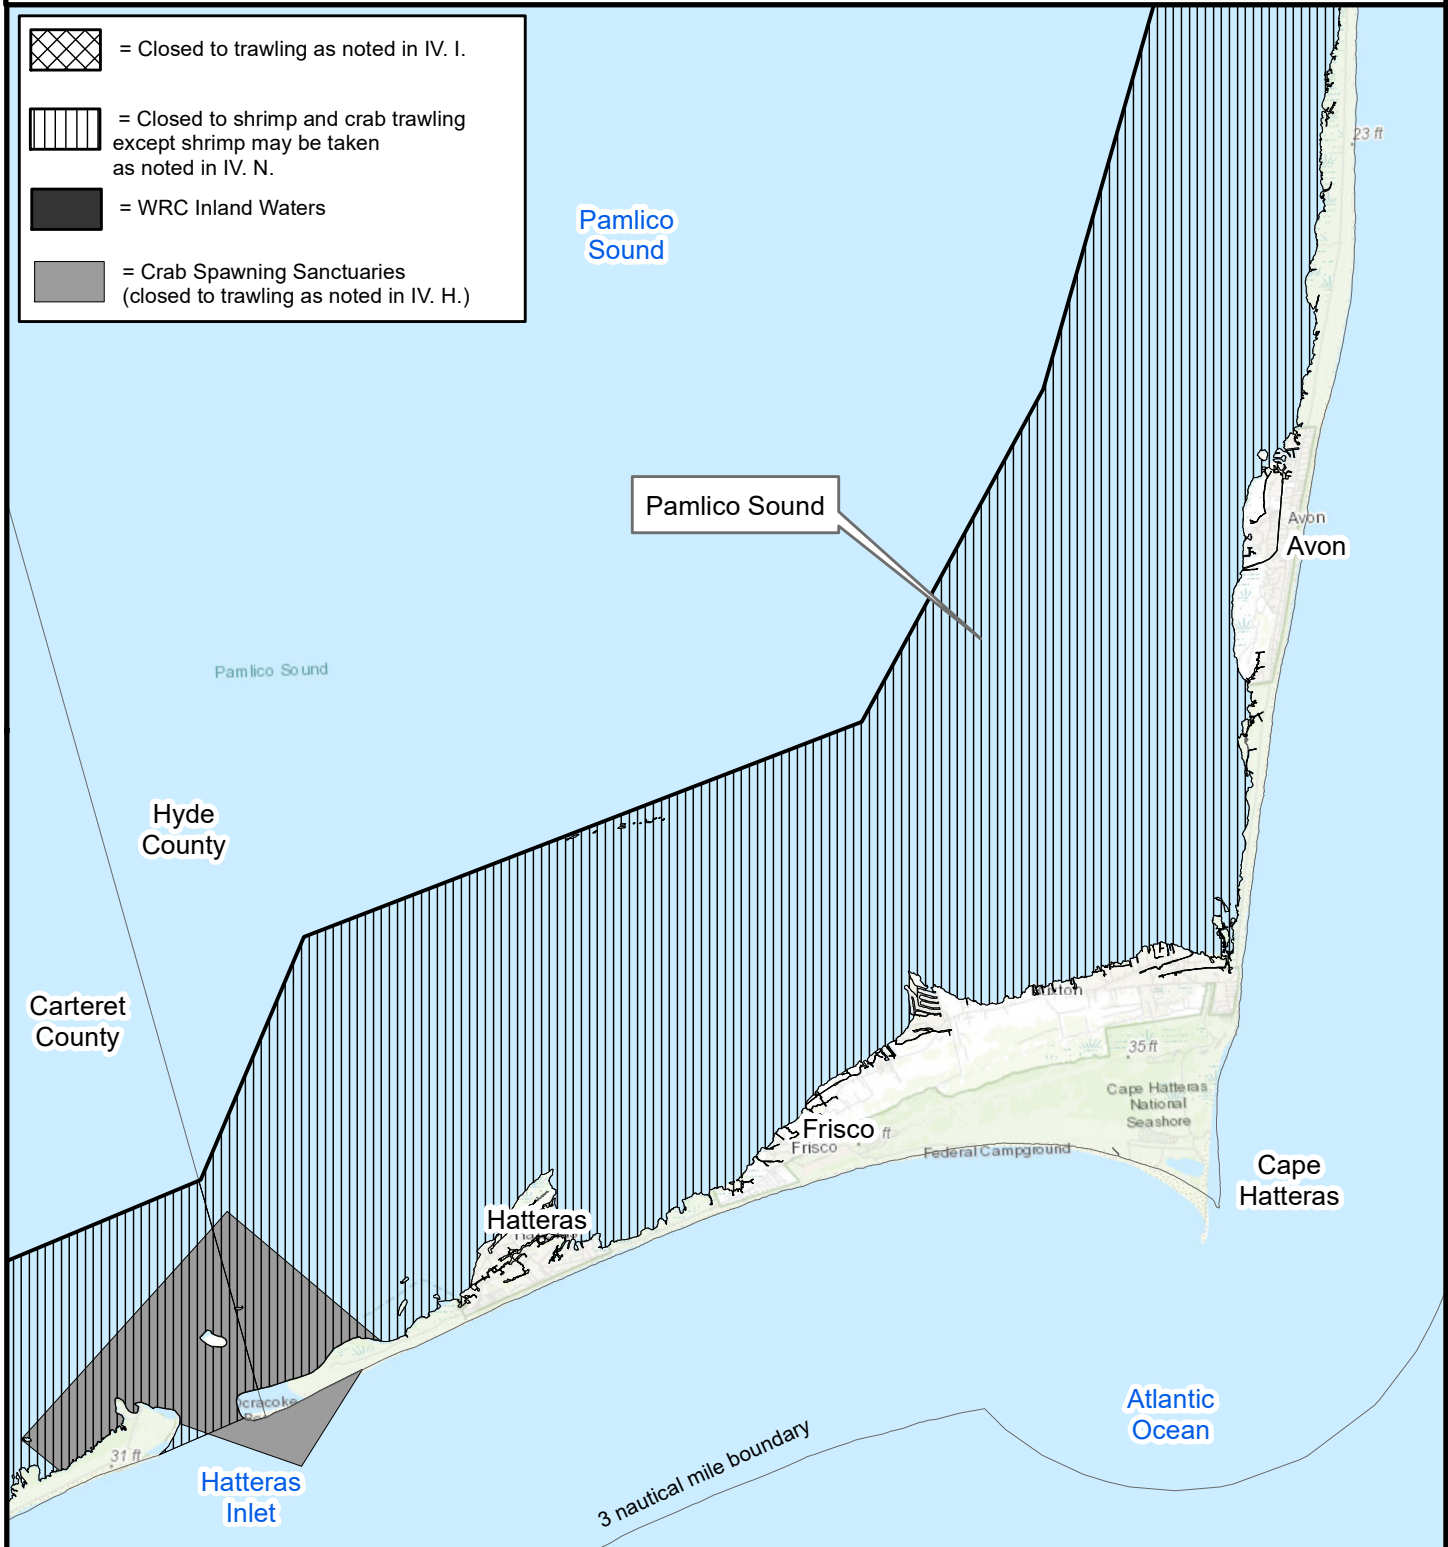 = Closed to trawling as noted in IV. I.
= Closed to shrimp and crab trawling
except shrimp may be taken
as noted in IV. N.
= WRC Inland Waters
= Crab Spawning Sanctuaries
(closed to trawling as noted in IV. H.)
23 ft
Pamlico
Sound
Pamlico Sound
Avon
Avon
Pamlico Sound
Hyde
County
Carteret
County
Buxton
35 ft
Cape Hatteras
National
Seashore
Frisco
ft
Frisco
Federal Campground
Cape
Hatteras
Hatteras
Ocracoke
31 ft
Hatteras
Inlet
Atlantic
Ocean
3 nautical mile boundary